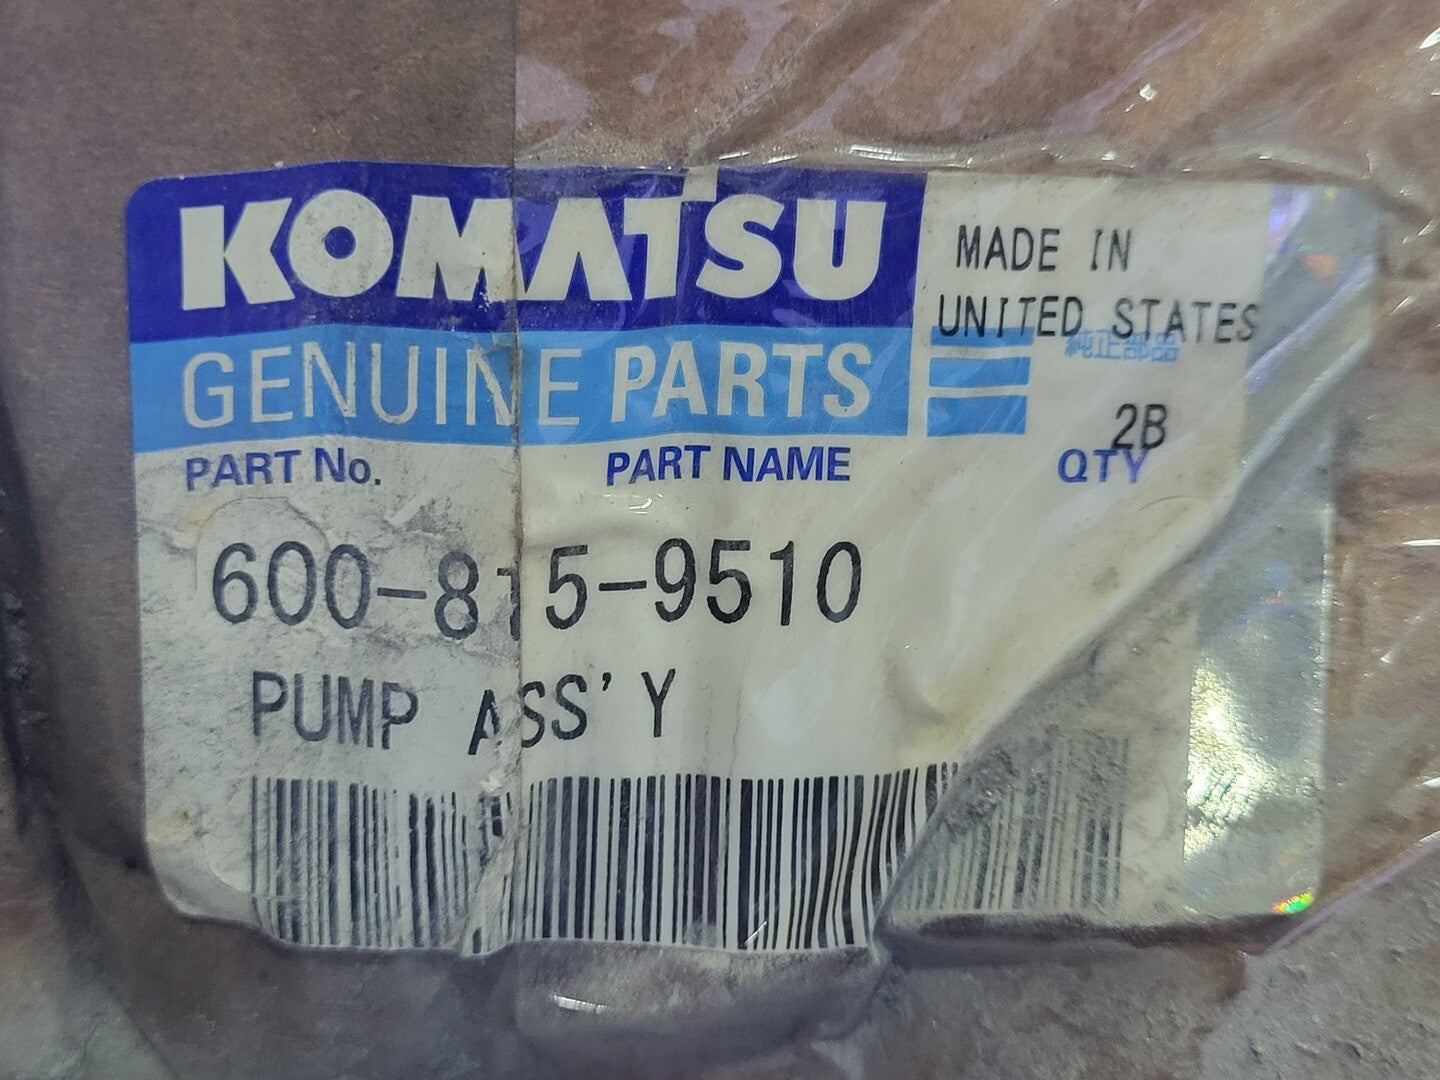 KOMATSU
MADE IN
UNITED STATES
純正部品
GENUINE PARTS
2B
PART No.
PART NAME
QTY
600-815-9510
PUMP ASS'Y